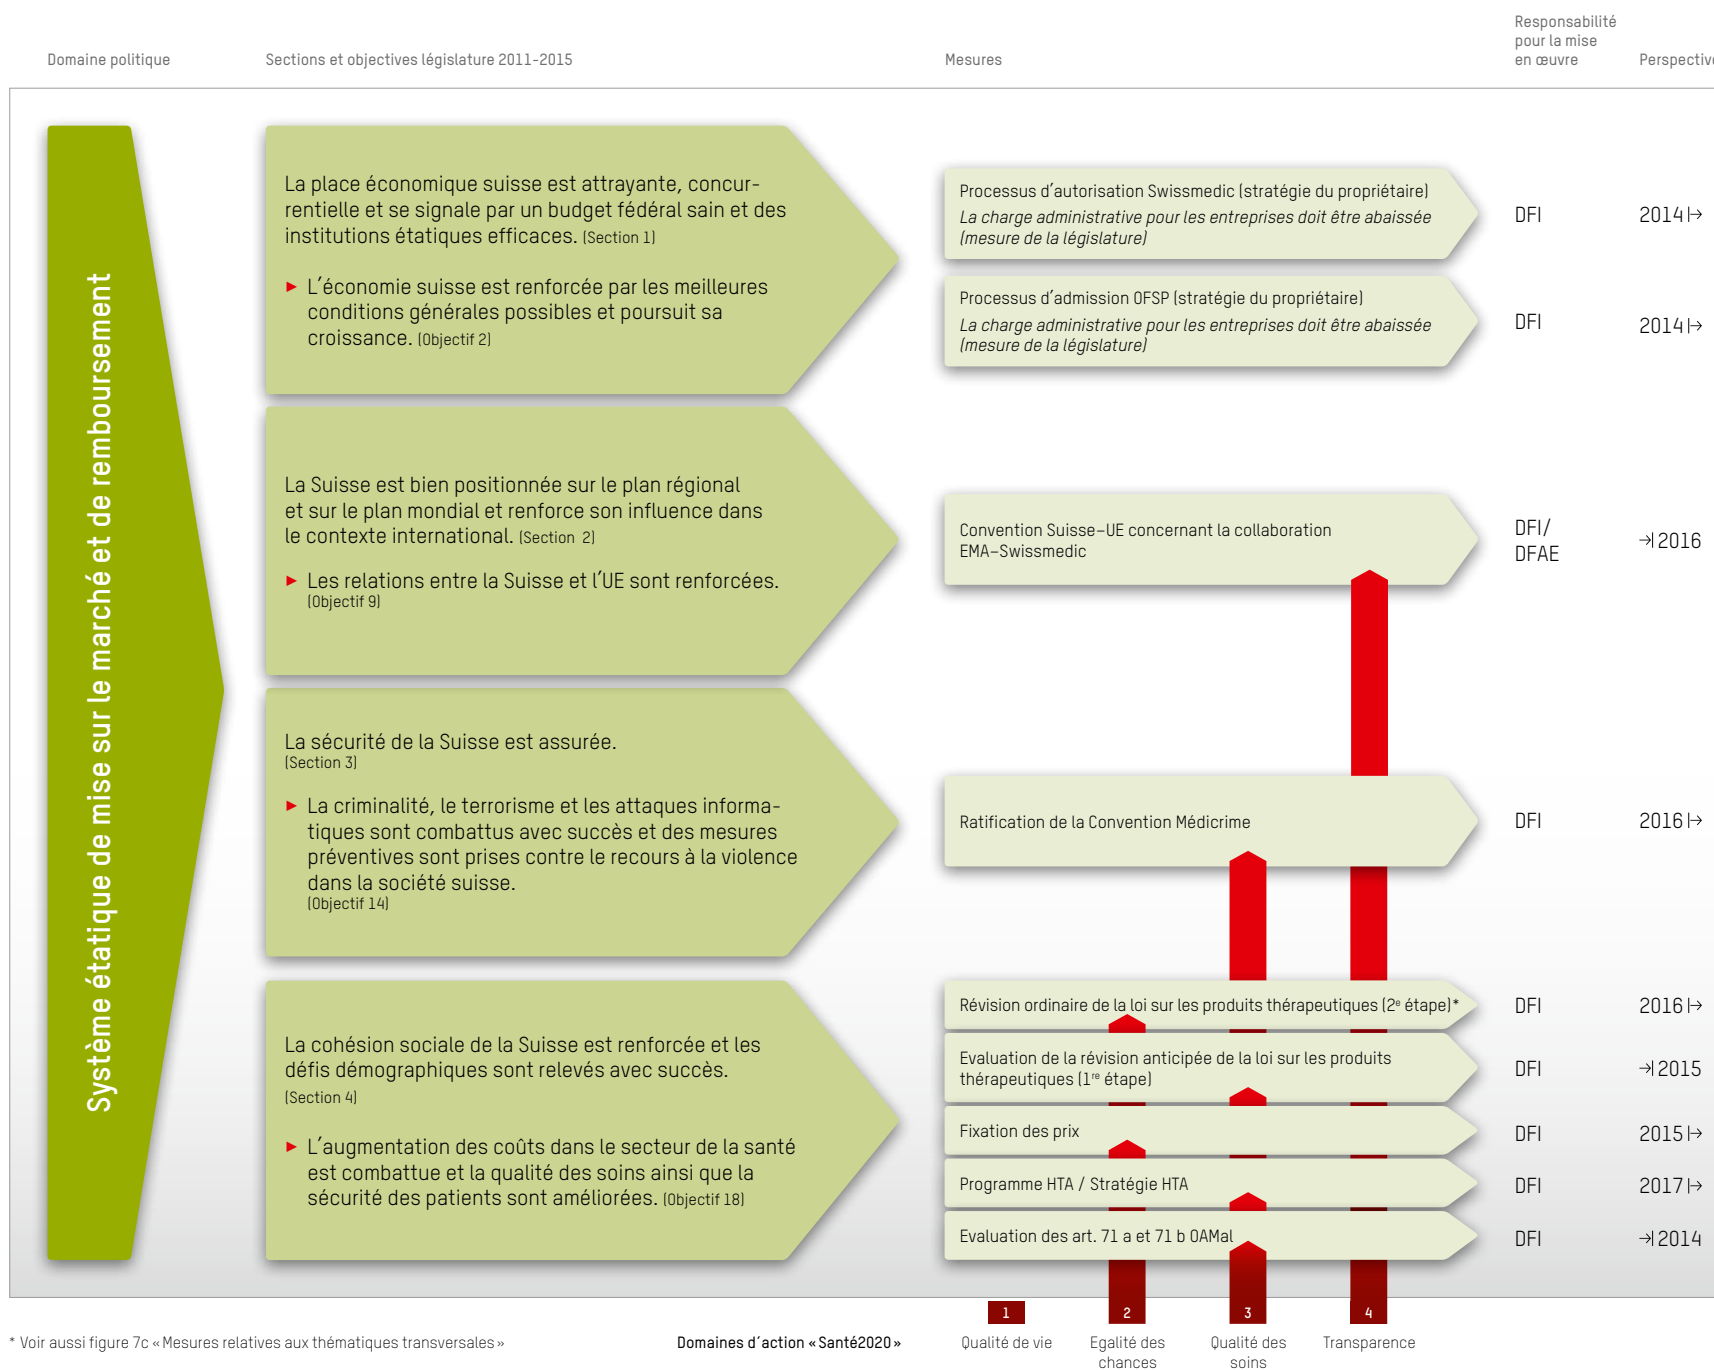 Domaine politique
Sections et objectives législature 2011-2015
Mesures
Responsabilité
pour la mise
en œuvre
Perspective
Système étatique de mise sur le marché et de remboursement
La place économique suisse est attrayante, concur-
rentielle et se signale par un budget fédéral sain et des
institutions étatiques efficaces. (Section 1)
► L'économie suisse est renforcée par les meilleures
conditions générales possibles et poursuit sa
croissance. (Objectif 2)
Processus d'autorisation Swissmedic (stratégie du propriétaire)
La charge administrative pour les entreprises doit être abaissée
(mesure de la législature)
DFI
2014 |→
Processus d'admission OFSP (stratégie du propriétaire)
La charge administrative pour les entreprises doit être abaissée
(mesure de la législature)
DFI
2014 |→
La Suisse est bien positionnée sur le plan régional
et sur le plan mondial et renforce son influence dans
le contexte international. (Section 2)
► Les relations entre la Suisse et l'UE sont renforcées.
(Objectif 9)
Convention Suisse–UE concernant la collaboration
EMA–Swissmedic
DFI/
DFAE
→| 2016
La sécurité de la Suisse est assurée.
(Section 3)
► La criminalité, le terrorisme et les attaques informa-
tiques sont combattus avec succès et des mesures
préventives sont prises contre le recours à la violence
dans la société suisse.
(Objectif 14)
Ratification de la Convention Médicrime
DFI
2016 |→
La cohésion sociale de la Suisse est renforcée et les
défis démographiques sont relevés avec succès.
(Section 4)
► L'augmentation des coûts dans le secteur de la santé
est combattue et la qualité des soins ainsi que la
sécurité des patients sont améliorées. (Objectif 18)
Révision ordinaire de la loi sur les produits thérapeutiques (2e étape)*
DFI
2016 |→
Evaluation de la révision anticipée de la loi sur les produits
thérapeutiques (1re étape)
DFI
→| 2015
Fixation des prix
DFI
2015 |→
Programme HTA / Stratégie HTA
DFI
2017 |→
Evaluation des art. 71 a et 71 b OAMal
DFI
→| 2014
* Voir aussi figure 7c «Mesures relatives aux thématiques transversales»
Domaines d'action «Santé2020»
1
Qualité de vie
2
Egalité des
chances
3
Qualité des
soins
4
Transparence